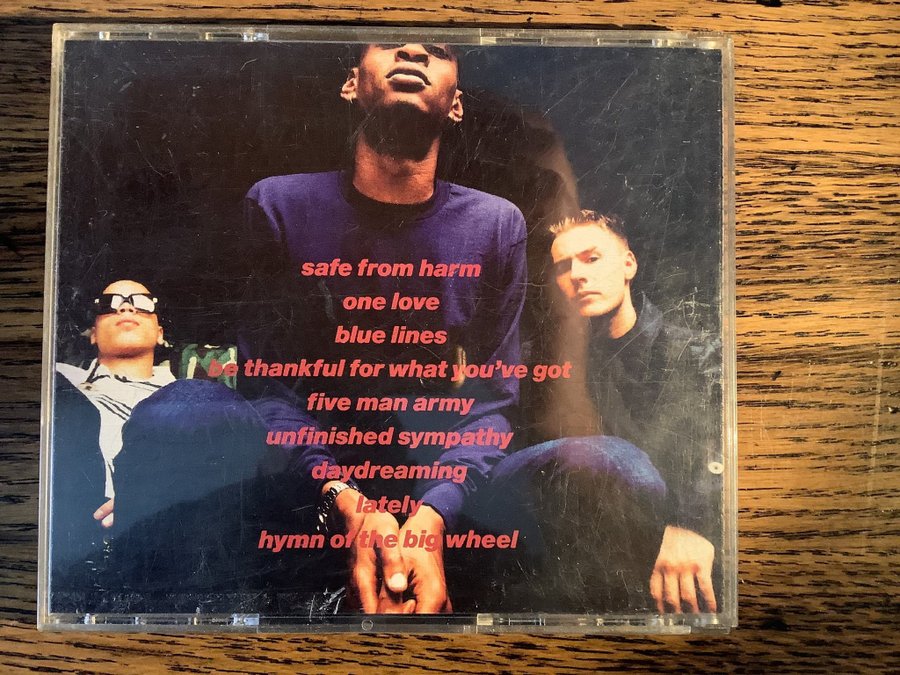 safe from harm
one love
blue lines
be thankful for what you've got
five man army
unfinished sympathy
daydreaming
lately
hymn of the big wheel